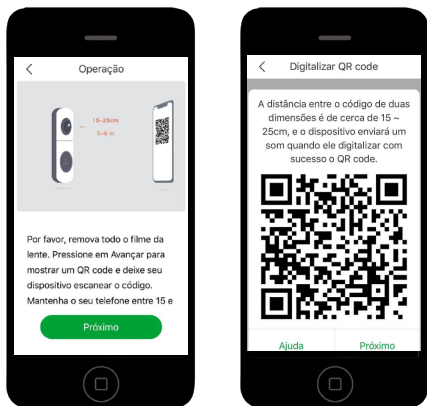 Operação
16~25cm
5~8 in
Por favor, remova todo o filme da
lente. Pressione em Avançar para
mostrar um QR code e deixe seu
dispositivo escanear o código.
Mantenha o seu telefone entre 15 e
Próximo
Digitalizar QR code
A distância entre o código de duas
dimensões é de cerca de 15 ~
25cm, e o dispositivo enviará um
som quando ele digitalizar com
sucesso o QR code.
Ajuda
Próximo